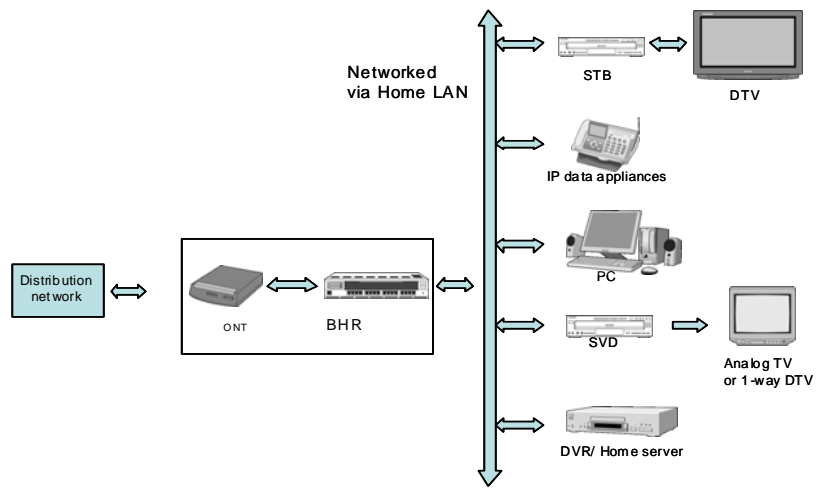 Networked
via Home LAN
STB
DTV
IP data appliances
PC
Distribution
network
ONT
BHR
SVD
Analog TV
or 1-way DTV
DVR/ Home server